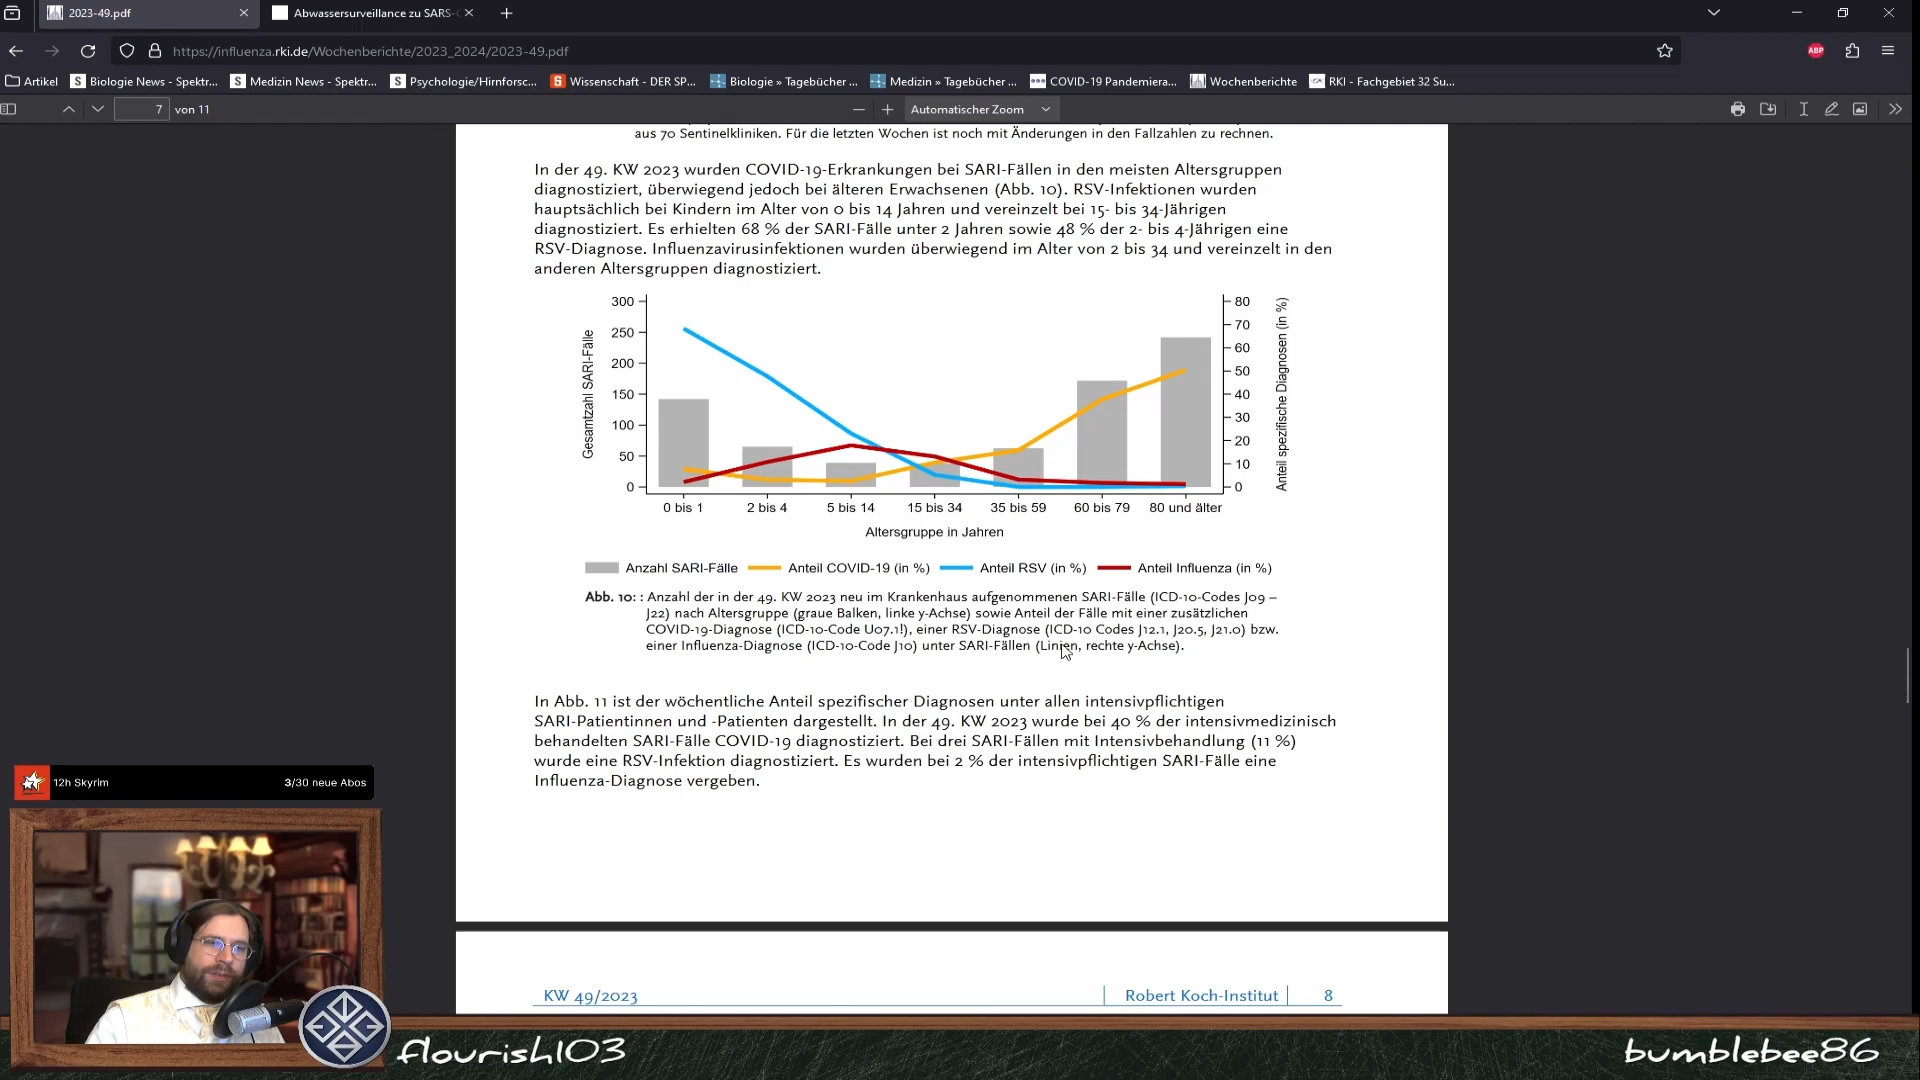 2023-49.pdf
Abwassersurveillance zu SARS-
https://influenza.rki.de/Wochenberichte/2023_2024/2023-49.pdf
ABP
Artikel
Biologie News - Spektr...
Medizin News - Spektr...
Psychologie/Hirnforsc...
Wissenschaft - DER SP...
Biologie » Tagebücher ...
Medizin » Tagebücher ...
COVID-19 Pandemiera...
Wochenberichte
RKI - Fachgebiet 32 Su...
7 von 11
Automatischer Zoom
aus 70 Sentinelkliniken. Für die letzten Wochen ist noch mit Änderungen in den Fallzahlen zu rechnen.
In der 49. KW 2023 wurden COVID-19-Erkrankungen bei SARI-Fällen in den meisten Altersgruppen
diagnostiziert, überwiegend jedoch bei älteren Erwachsenen (Abb. 10). RSV-Infektionen wurden
hauptsächlich bei Kindern im Alter von 0 bis 14 Jahren und vereinzelt bei 15- bis 34-Jährigen
diagnostiziert. Es erhielten 68 % der SARI-Fälle unter 2 Jahren sowie 48 % der 2- bis 4-Jährigen eine
RSV-Diagnose. Influenzavirusinfektionen wurden überwiegend im Alter von 2 bis 34 und vereinzelt in den
anderen Altersgruppen diagnostiziert.
Gesamtzahl SARI-Fälle
300
250
200
150
100
50
0
80
70
60
50
40
30
20
10
0
Anteil spezifische Diagnosen (in %)
0 bis 1
2 bis 4
5 bis 14
15 bis 34
35 bis 59
60 bis 79
80 und älter
Altersgruppe in Jahren
Anzahl SARI-Fälle
Anteil COVID-19 (in %)
Anteil RSV (in %)
Anteil Influenza (in %)
Abb. 10: : Anzahl der in der 49. KW 2023 neu im Krankenhaus aufgenommenen SARI-Fälle (ICD-10-Codes J09 –
J22) nach Altersgruppe (graue Balken, linke y-Achse) sowie Anteil der Fälle mit einer zusätzlichen
COVID-19-Diagnose (ICD-10-Code U07.1!), einer RSV-Diagnose (ICD-10 Codes J12.1, J20.5, J21.0) bzw.
einer Influenza-Diagnose (ICD-10-Code J10) unter SARI-Fällen (Linien, rechte y-Achse).
In Abb. 11 ist der wöchentliche Anteil spezifischer Diagnosen unter allen intensivpflichtigen
SARI-Patientinnen und -Patienten dargestellt. In der 49. KW 2023 wurde bei 40 % der intensivmedizinisch
behandelten SARI-Fälle COVID-19 diagnostiziert. Bei drei SARI-Fällen mit Intensivbehandlung (11 %)
wurde eine RSV-Infektion diagnostiziert. Es wurden bei 2 % der intensivpflichtigen SARI-Fälle eine
Influenza-Diagnose vergeben.
12h Skyrim
3/30 neue Abos
KW 49/2023
Robert Koch-Institut
8
flourish103
bumblebee86